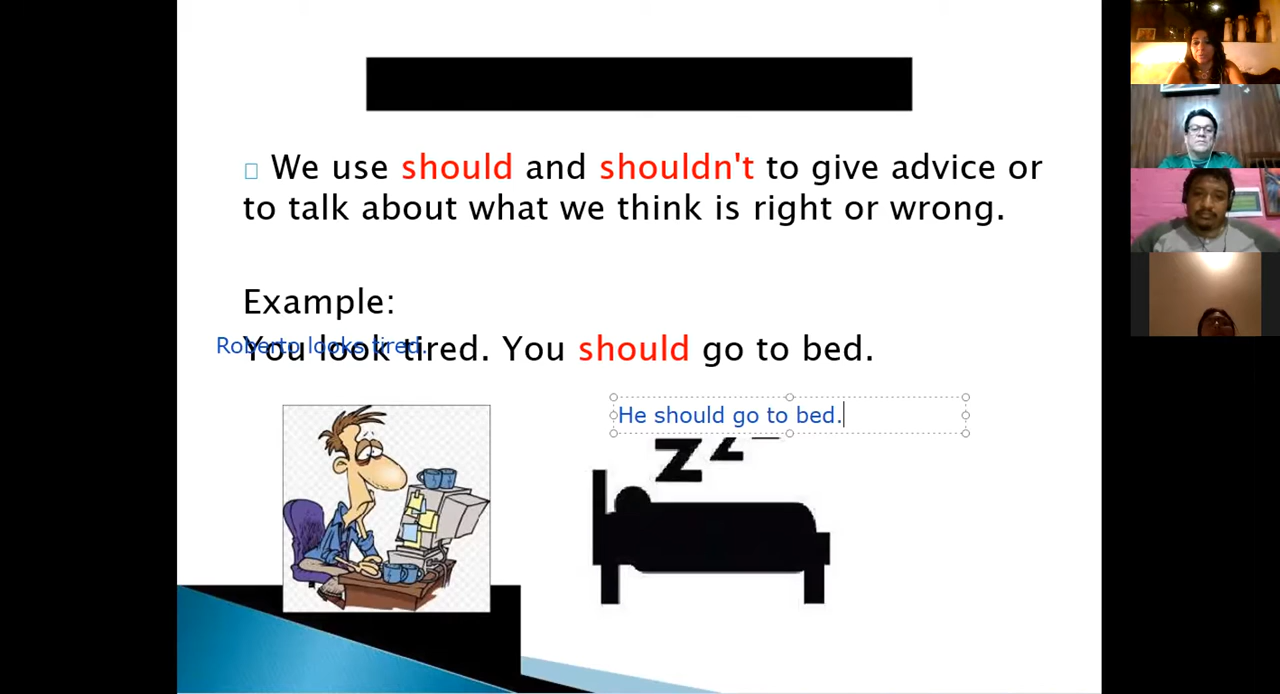 We use should and shouldn't to give advice or
to talk about what we think is right or wrong.
Example:
You look tired. You should go to bed.
Roberto looks tired.
He should go to bed.
zz